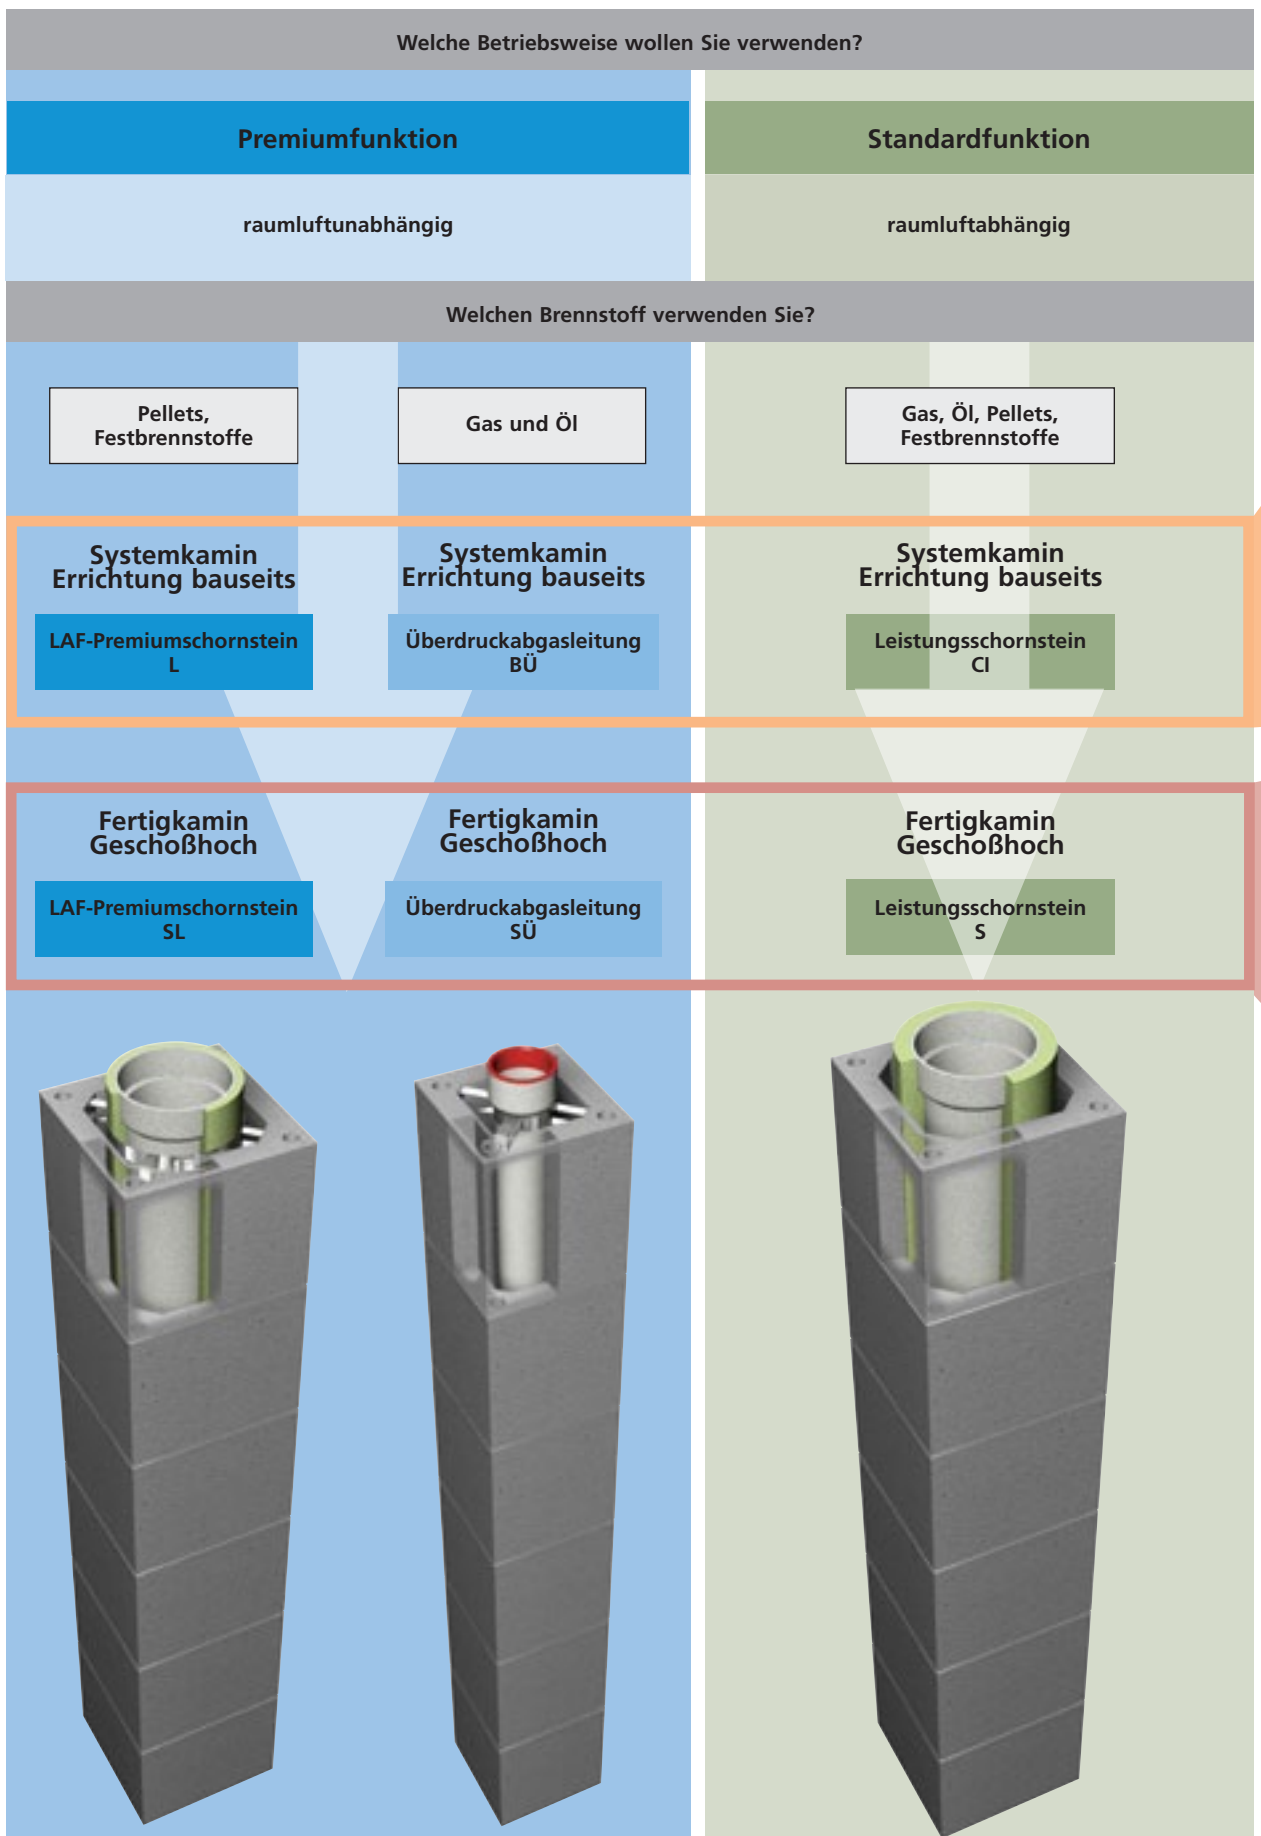 Welche Betriebsweise wollen Sie verwenden?
Premiumfunktion
Standardfunktion
raumluftunabhängig
raumluftabhängig
Welchen Brennstoff verwenden Sie?
Pellets,
Festbrennstoffe
Gas und Öl
Gas, Öl, Pellets,
Festbrennstoffe
Systemkamin
Errichtung bauseits
Systemkamin
Errichtung bauseits
Systemkamin
Errichtung bauseits
LAF-Premiumschornstein
L
Überdruckabgasleitung
BÜ
Leistungsschornstein
CI
Fertigkamin
Geschoßhoch
Fertigkamin
Geschoßhoch
Fertigkamin
Geschoßhoch
LAF-Premiumschornstein
SL
Überdruckabgasleitung
SÜ
Leistungsschornstein
S